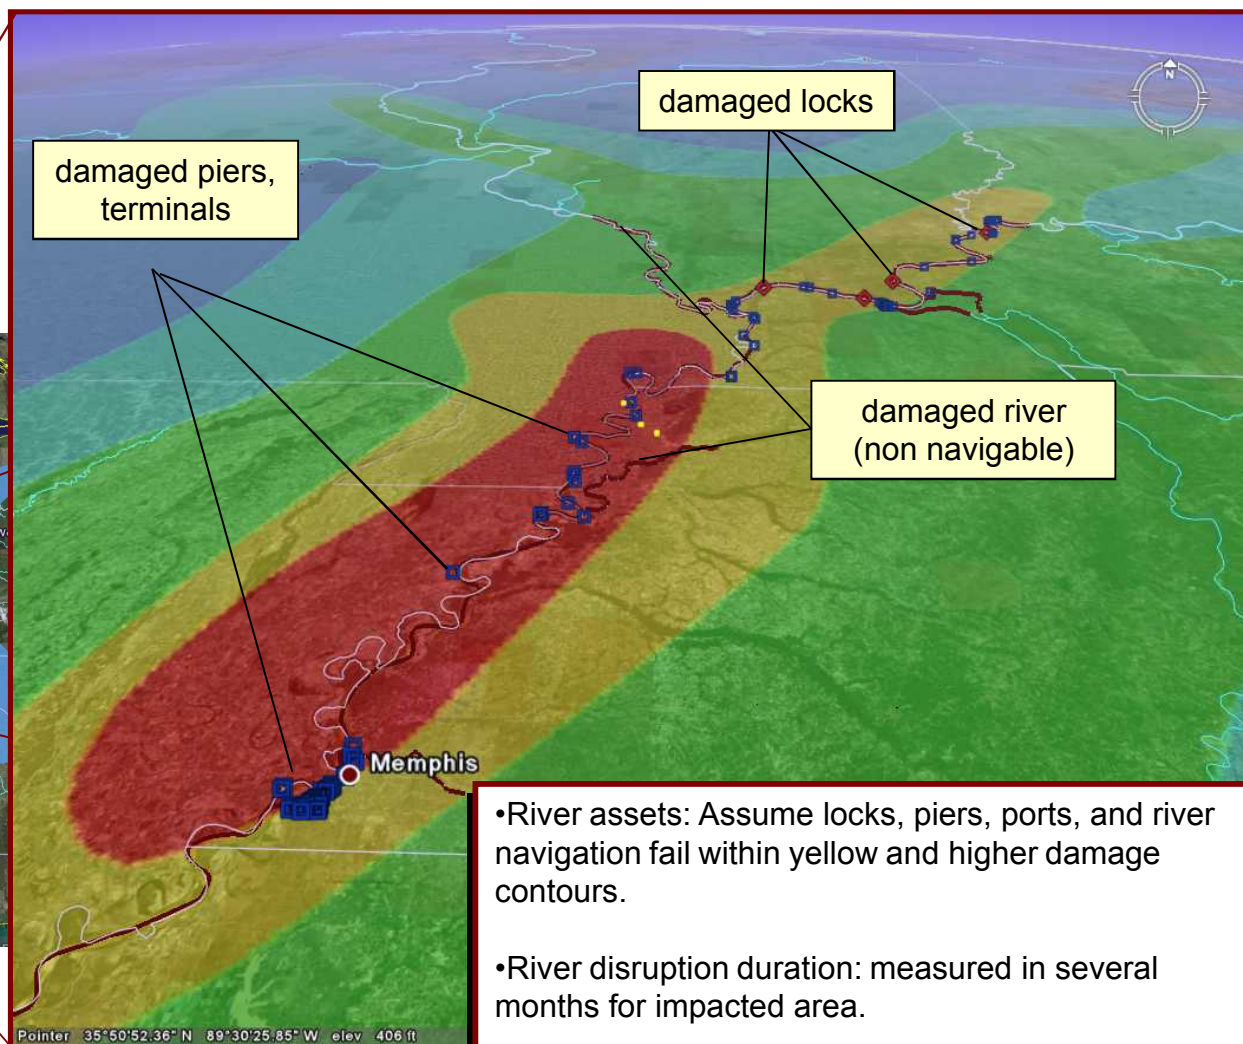 damaged locks
N
damaged piers,
terminals
damaged river
(non navigable)
Memphis
•River assets: Assume locks, piers, ports, and river
navigation fail within yellow and higher damage
contours.
•River disruption duration: measured in several
months for impacted area.
Pointer 35°50'52.36" N 89°30'25.85" W elev 406 ft